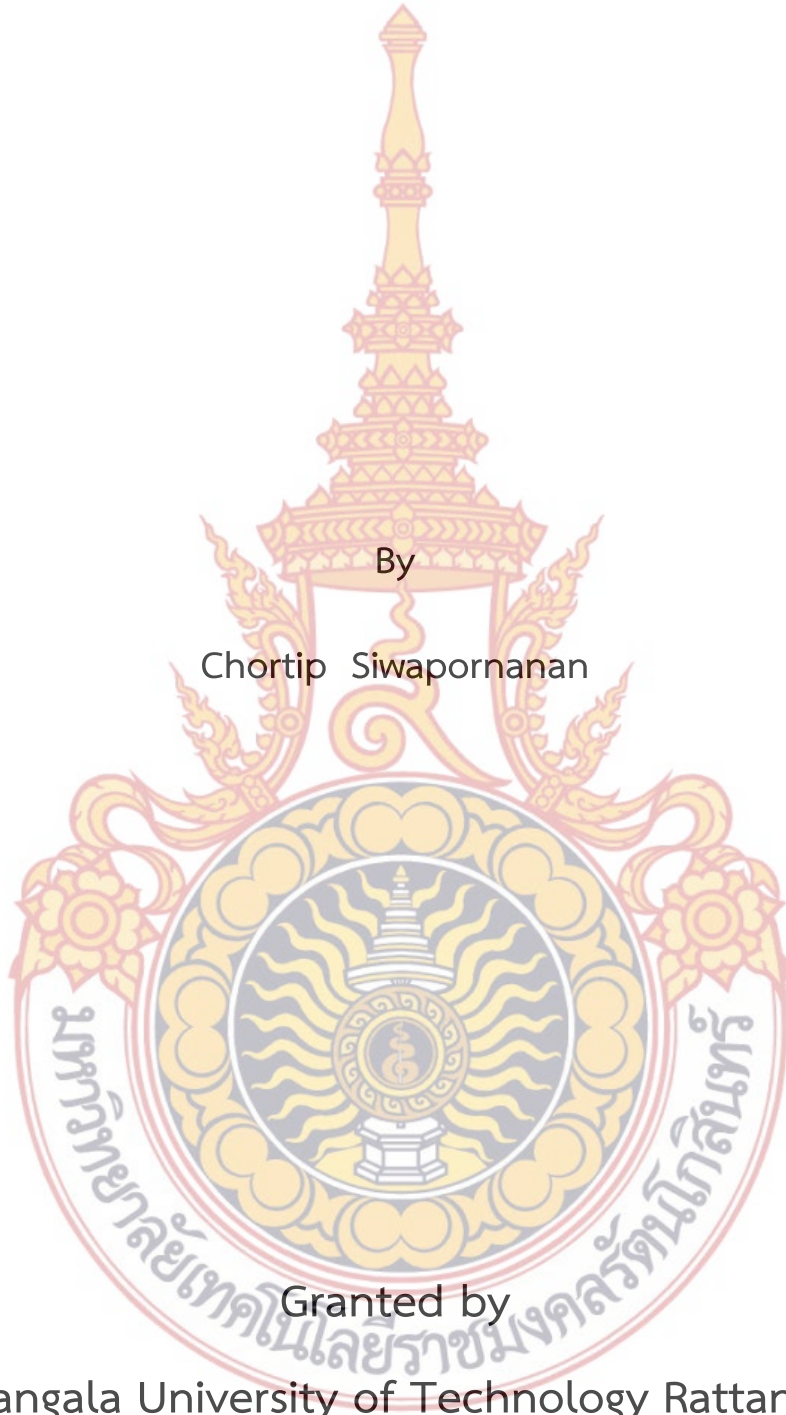 By
Chortip Siwapornanan
มหาวิทยาลัยเทคโนโลยีราชมงคลรัตนโกสินทร์
Granted by
University of Technology